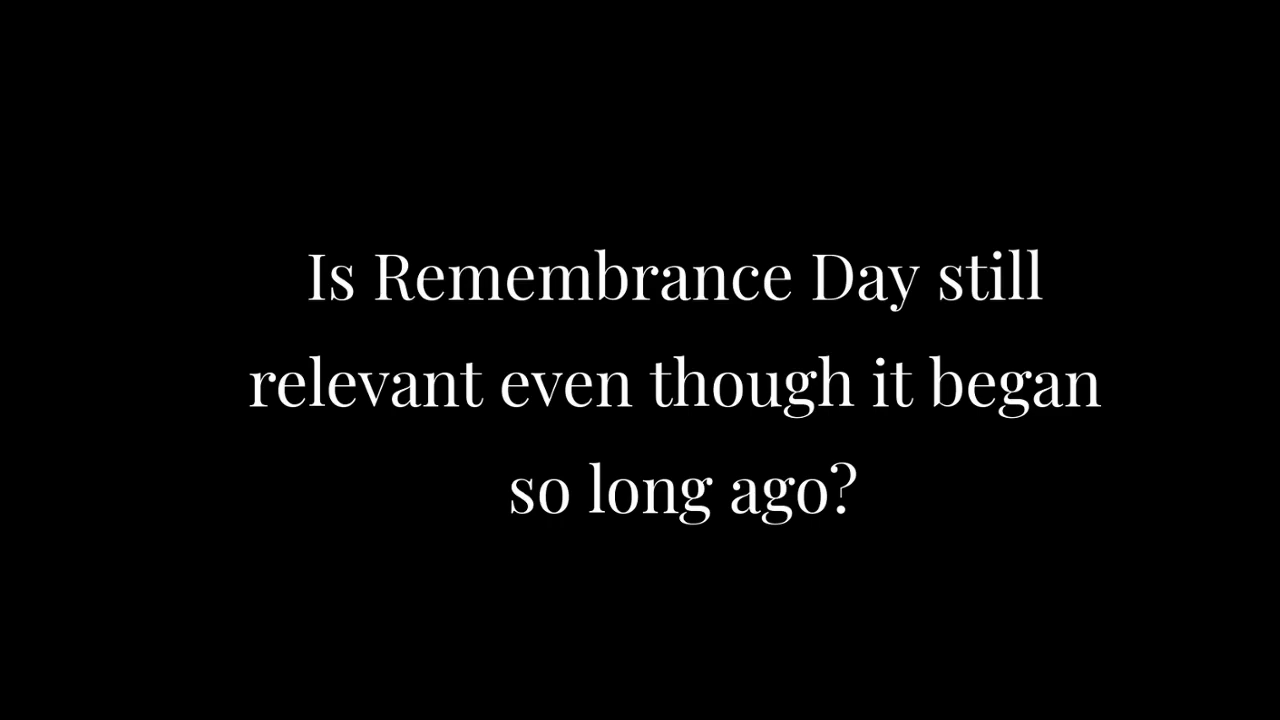 Is Remembrance Day still
relevant even though it began
so long ago?